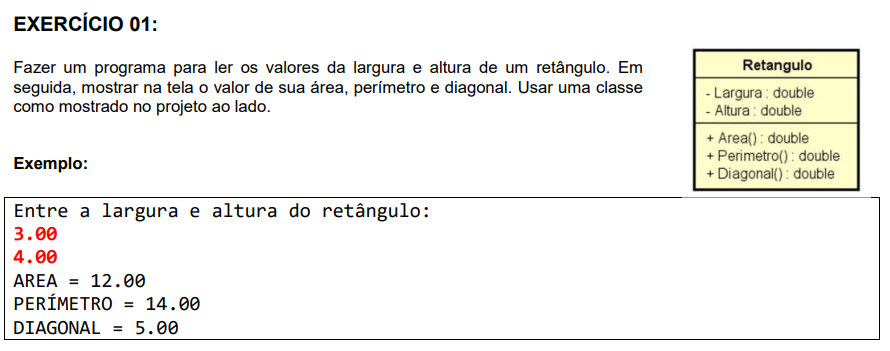 EXERCÍCIO 01:
Fazer um programa para ler os valores da largura e altura de um retângulo. Em
seguida, mostrar na tela o valor de sua área, perímetro e diagonal. Usar uma classe
como mostrado no projeto ao lado.
Retangulo
- Largura : double
- Altura : double
+ Area() : double
+ Perimetro() : double
+ Diagonal() : double
Exemplo:
Entre a largura e altura do retângulo:
3.00
4.00
AREA = 12.00
PERÍMETRO = 14.00
DIAGONAL = 5.00